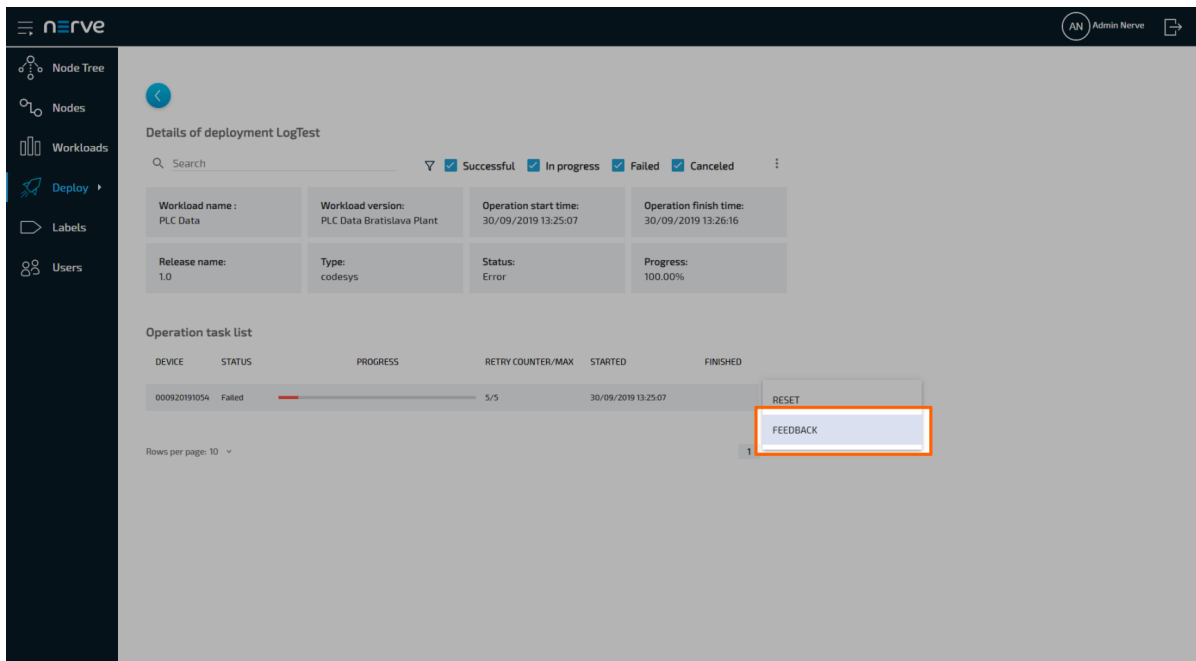 nerve
AN Admin Nerve
Node Tree
Nodes
Workloads
Deploy
Labels
Users
Details of deployment LogTest
Search
Successful In progress Failed Canceled
Workload name : Workload version: Operation start time: Operation finish time:
PLC Data PLC Data Bratislava Plant 30/09/2019 13:25:07 30/09/2019 13:26:16
Release name: Type: Status: Progress:
1.0 codesys Error 100.00%
Operation task list
DEVICE STATUS PROGRESS RETRY COUNTER/MAX STARTED FINISHED
000920191054 Failed 5/5 30/09/2019 13:25:07
RESET
FEEDBACK
Rows per page: 10 1